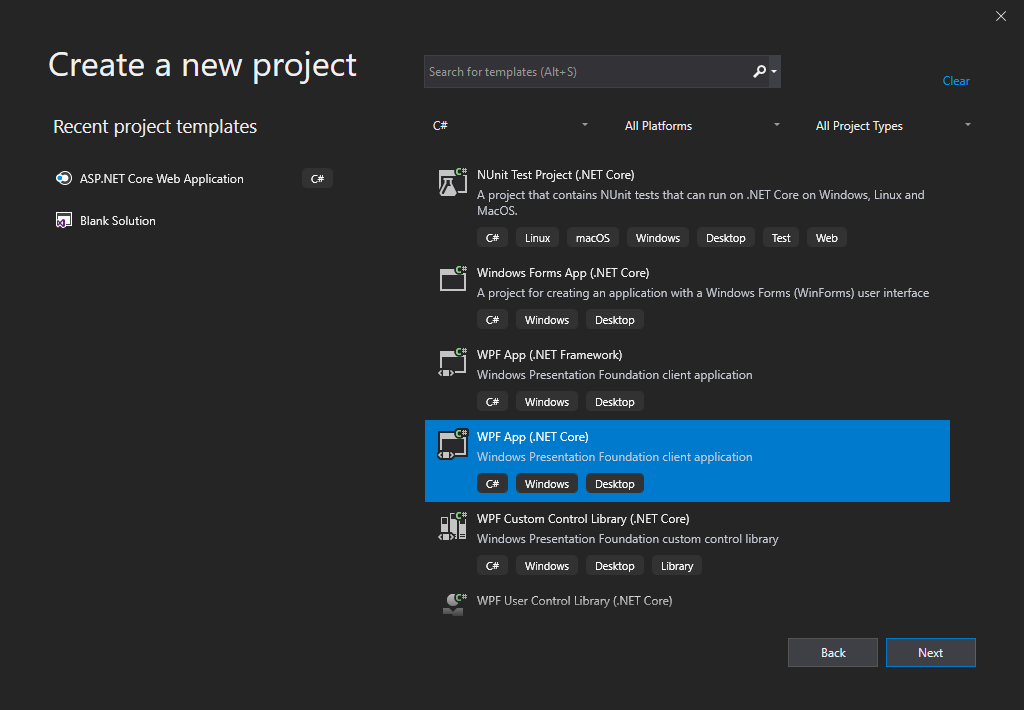 Create a new project
Search for templates (Alt+S)
Clear
Recent project templates
C#
All Platforms
All Project Types
ASP.NET Core Web Application
C#
Blank Solution
NUnit Test Project (.NET Core)
A project that contains NUnit tests that can run on .NET Core on Windows, Linux and
MacOS.
C# Linux macOS Windows Desktop Test Web
Windows Forms App (.NET Core)
A project for creating an application with a Windows Forms (WinForms) user interface
C# Windows Desktop
WPF App (.NET Framework)
Windows Presentation Foundation client application
C# Windows Desktop
WPF App (.NET Core)
Windows Presentation Foundation client application
C# Windows Desktop
WPF Custom Control Library (.NET Core)
Windows Presentation Foundation custom control library
C# Windows Desktop Library
WPF User Control Library (.NET Core)
Back
Next